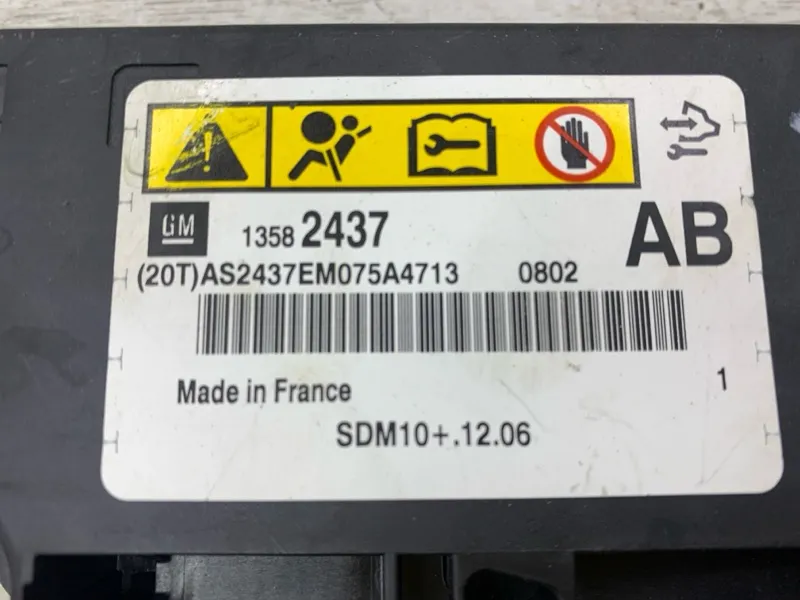 GM 1358 2437 AB
(20T)AS2437EM075A4713 0802
Made in France 1
SDM10+.12.06